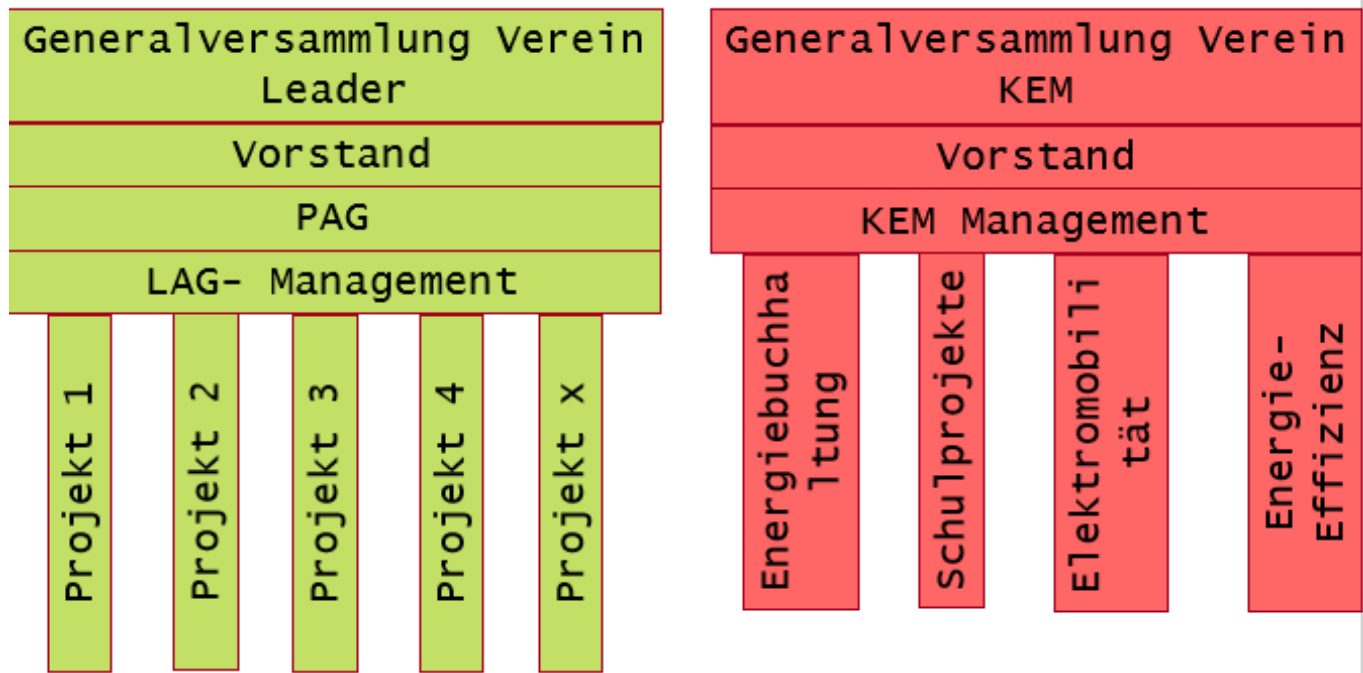 Generalversammlung Verein
Leader
Vorstand
PAG
LAG- Management
Projekt 1
Projekt 2
Projekt 3
Projekt 4
Projekt x
Generalversammlung Verein
KEM
Vorstand
KEM Management
Energiebuchha
ltung
Schulprojekte
Elektromobili
tät
Energie-
Effizienz